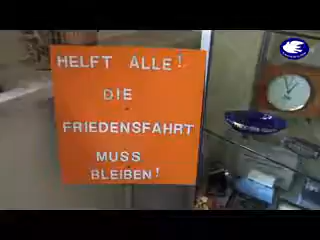 HELFT ALLE!
DIE
FRIEDENSFAHRT
MUSS
BLEIBEN!